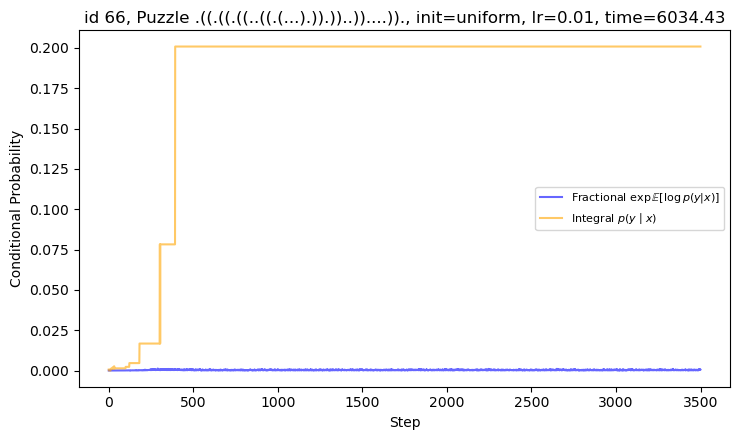 id 66, Puzzle .((.((.((..((.(...).)).))..))....))., init=uniform, lr=0.01, time=6034.43
0.200
0.175
0.150
0.125
0.100
0.075
0.050
0.025
0.000
Conditional Probability
Fractional exp𝔼[log p(y|x)]
Integral p(y | x)
0 500 1000 1500 2000 2500 3000 3500
Step